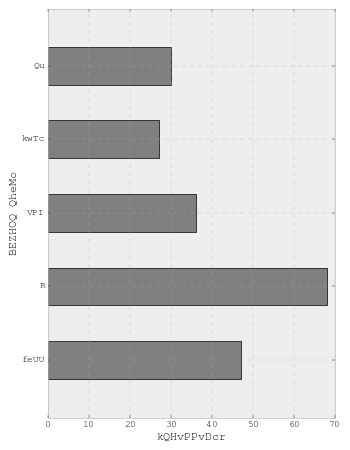 Qu
kwTc
VPI
R
feUU
BEZHOQ QheMo
0 10 20 30 40 50 60 70
kQHvPPvDcr